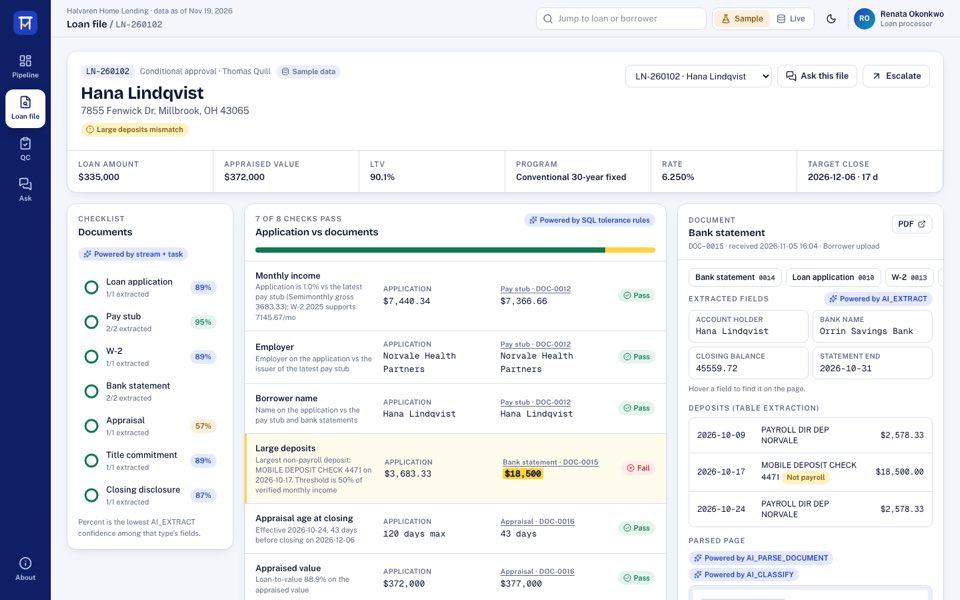 Halvaren Home Lending · data as of Nov 19, 2026
Loan file / LN-260102
Jump to loan or borrower
Sample
Live
RO
Renata Okonkwo
Loan processor
Pipeline
Loan file
QC
Ask
About
LN-260102
Conditional approval · Thomas Quill
Sample data
Hana Lindqvist
7855 Fenwick Dr, Millbrook, OH 43065
Large deposits mismatch
LN-260102 · Hana Lindqvist
Ask this file
Escalate
LOAN AMOUNT
$335,000
APPRAISED VALUE
$372,000
LTV
90.1%
PROGRAM
Conventional 30-year fixed
RATE
6.250%
TARGET CLOSE
2026-12-06 · 17 d
CHECKLIST
Documents
Powered by stream + task
Loan application
1/1 extracted
89%
Pay stub
2/2 extracted
95%
W-2
1/1 extracted
89%
Bank statement
2/2 extracted
Appraisal
1/1 extracted
57%
Title commitment
1/1 extracted
89%
Closing disclosure
1/1 extracted
87%
Percent is the lowest AI_EXTRACT
confidence among that type's fields.
7 OF 8 CHECKS PASS
Application vs documents
Powered by SQL tolerance rules
Monthly income
Application is 1.0% vs the latest
pay stub (Semimonthly gross
3683.33); W-2 2025 supports
7145.67/mo
APPLICATION
$7,440.34
Pay stub · DOC-0012
$7,366.66
Pass
Employer
Employer on the application vs the
issuer of the latest pay stub
APPLICATION
Norvale Health
Partners
Pay stub · DOC-0012
Norvale Health
Partners
Pass
Borrower name
Name on the application vs the
pay stub and bank statements
APPLICATION
Hana Lindqvist
Pay stub · DOC-0012
Hana Lindqvist
Pass
Large deposits
Largest non-payroll deposit:
MOBILE DEPOSIT CHECK 4471 on
2026-10-17. Threshold is 50% of
verified monthly income
APPLICATION
$3,683.33
Bank statement · DOC-0015
$18,500
Fail
Appraisal age at closing
Effective 2026-10-24, 43 days
before closing on 2026-12-06
APPLICATION
120 days max
Appraisal · DOC-0016
43 days
Pass
Appraised value
Loan-to-value 88.9% on the
appraised value
APPLICATION
$372,000
Appraisal · DOC-0016
$377,000
Pass
DOCUMENT
Bank statement
DOC-0015 · received 2026-11-05 16:04 · Borrower upload
PDF
Bank statement 0014
Loan application 0010
W-2 0013
EXTRACTED FIELDS
Powered by AI_EXTRACT
ACCOUNT HOLDER
Hana Lindqvist
BANK NAME
Orrin Savings Bank
CLOSING BALANCE
45559.72
STATEMENT END
2026-10-31
Hover a field to find it on the page.
DEPOSITS (TABLE EXTRACTION)
2026-10-09
PAYROLL DIR DEP
NORVALE
$2,578.33
2026-10-17
MOBILE DEPOSIT CHECK
4471 Not payroll
$18,500.00
2026-10-24
PAYROLL DIR DEP
NORVALE
$2,578.33
PARSED PAGE
Powered by AI_PARSE_DOCUMENT
Powered by AI_CLASSIFY